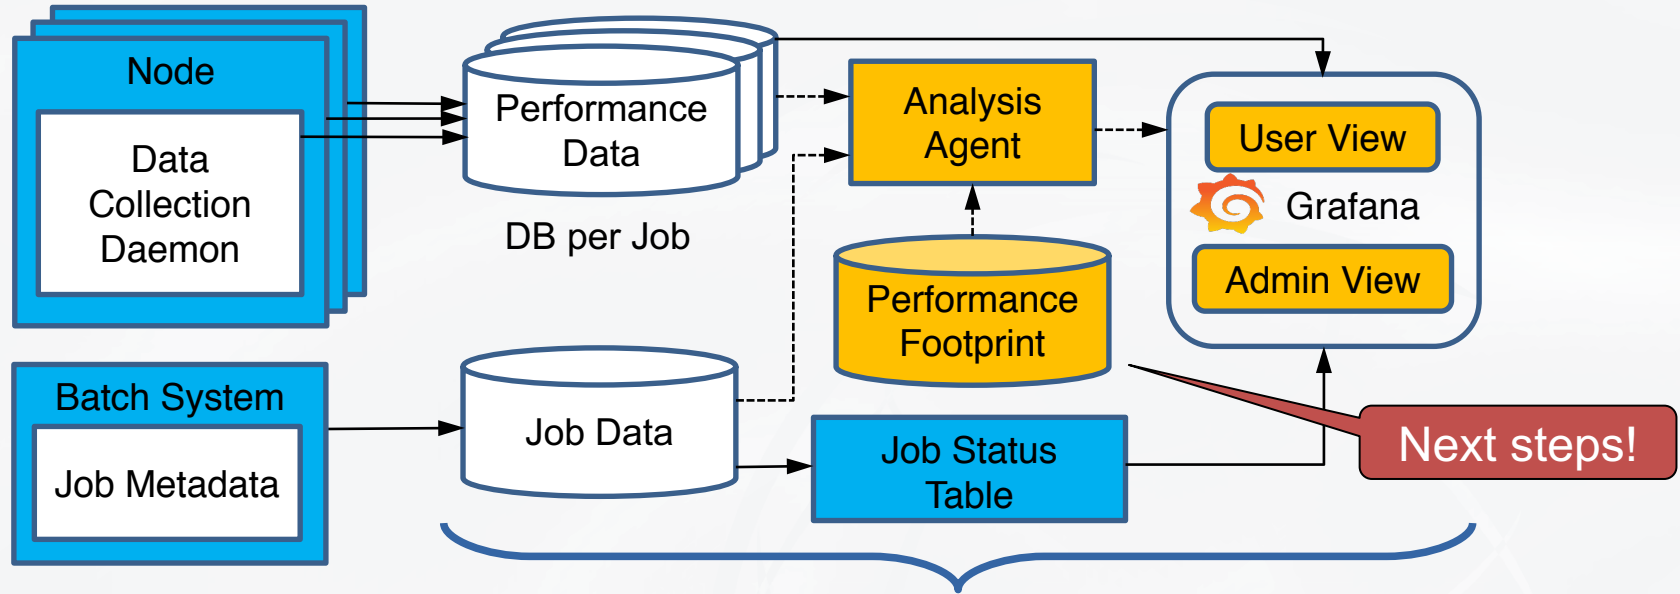 Node
Data
Collection
Daemon
Performance
Data
DB per Job
Analysis
Agent
User View
Grafana
Admin View
Performance
Footprint
Batch System
Job Metadata
Job Data
Job Status
Table
Next steps!